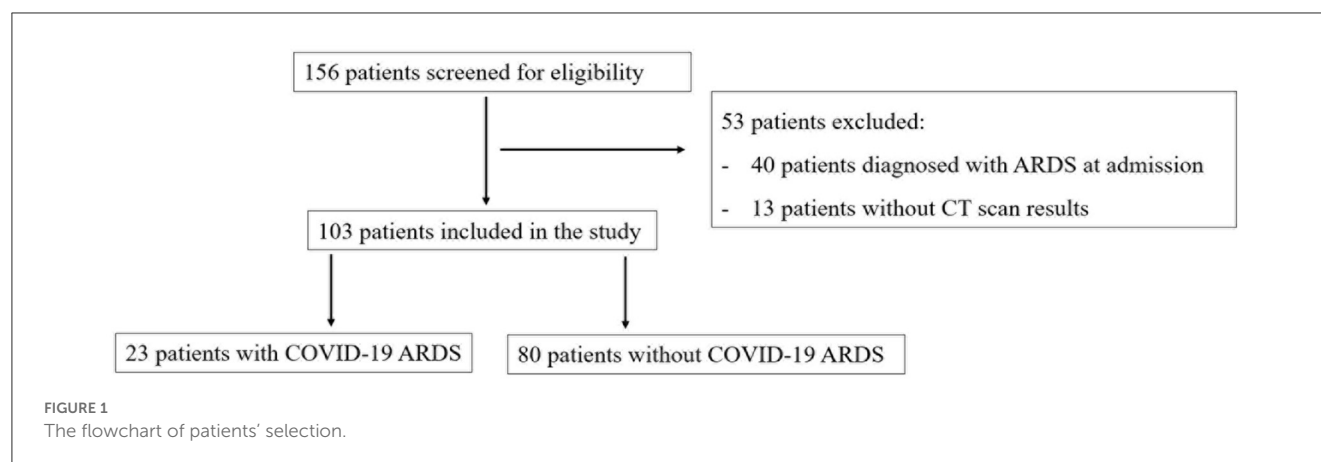 156 patients screened for eligibility
53 patients excluded:
- 40 patients diagnosed with ARDS at admission
- 13 patients without CT scan results
103 patients included in the study
23 patients with COVID-19 ARDS
80 patients without COVID-19 ARDS
FIGURE 1
The flowchart of patients’ selection.